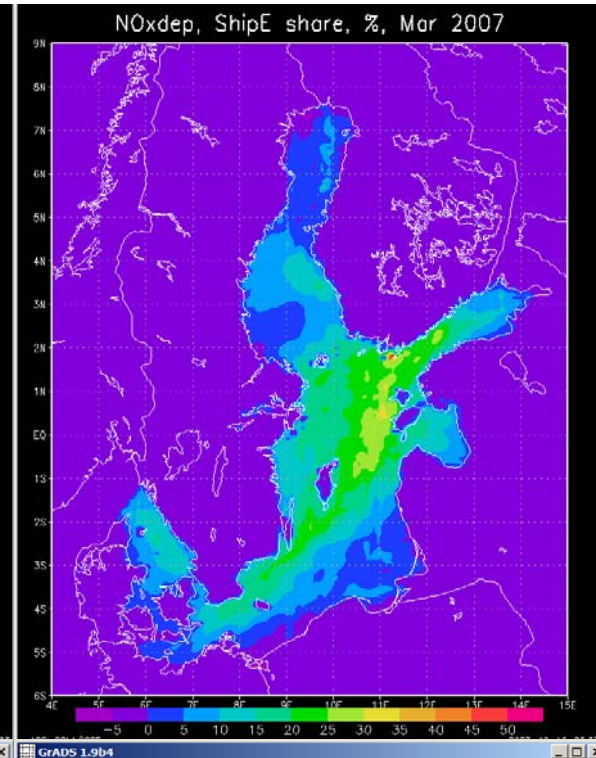 NOxdep, ShipE share, %, Mar 2007
9N
8N
7N
6N
5N
4N
3N
2N
1N
EQ
1S
2S
3S
4S
5S
6S
4E 5E 6E 7E 8E 9E 10E 11E 12E 13E 14E 15E
-5 0 5 10 15 20 25 30 35 40 45 50
GrADS 1.9b4